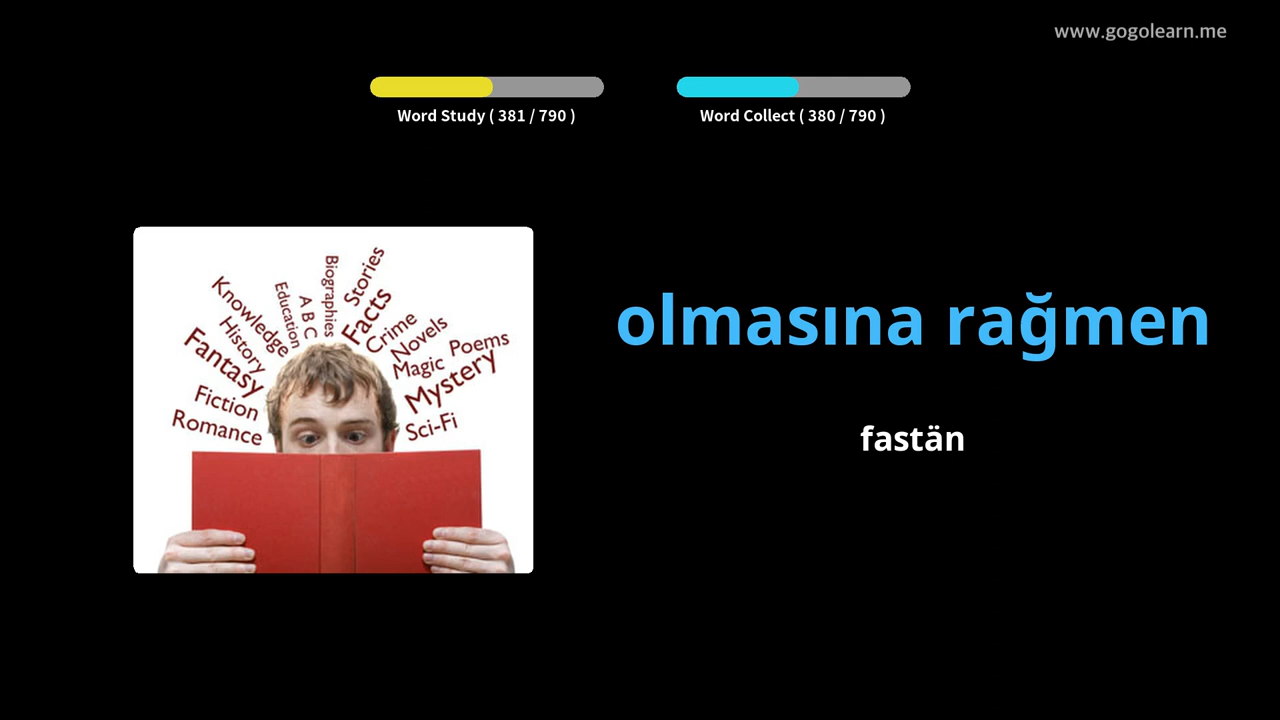 www.gogolearn.me
Word Study ( 381 / 790 )
Word Collect ( 380 / 790 )
Biographies
Stories
Education
A B C
Facts
Knowledge
Crime
History
Novels
Fantasy
Magic
Poems
Mystery
Fiction
Romance
Sci-Fi
olmasına rağmen
fastän